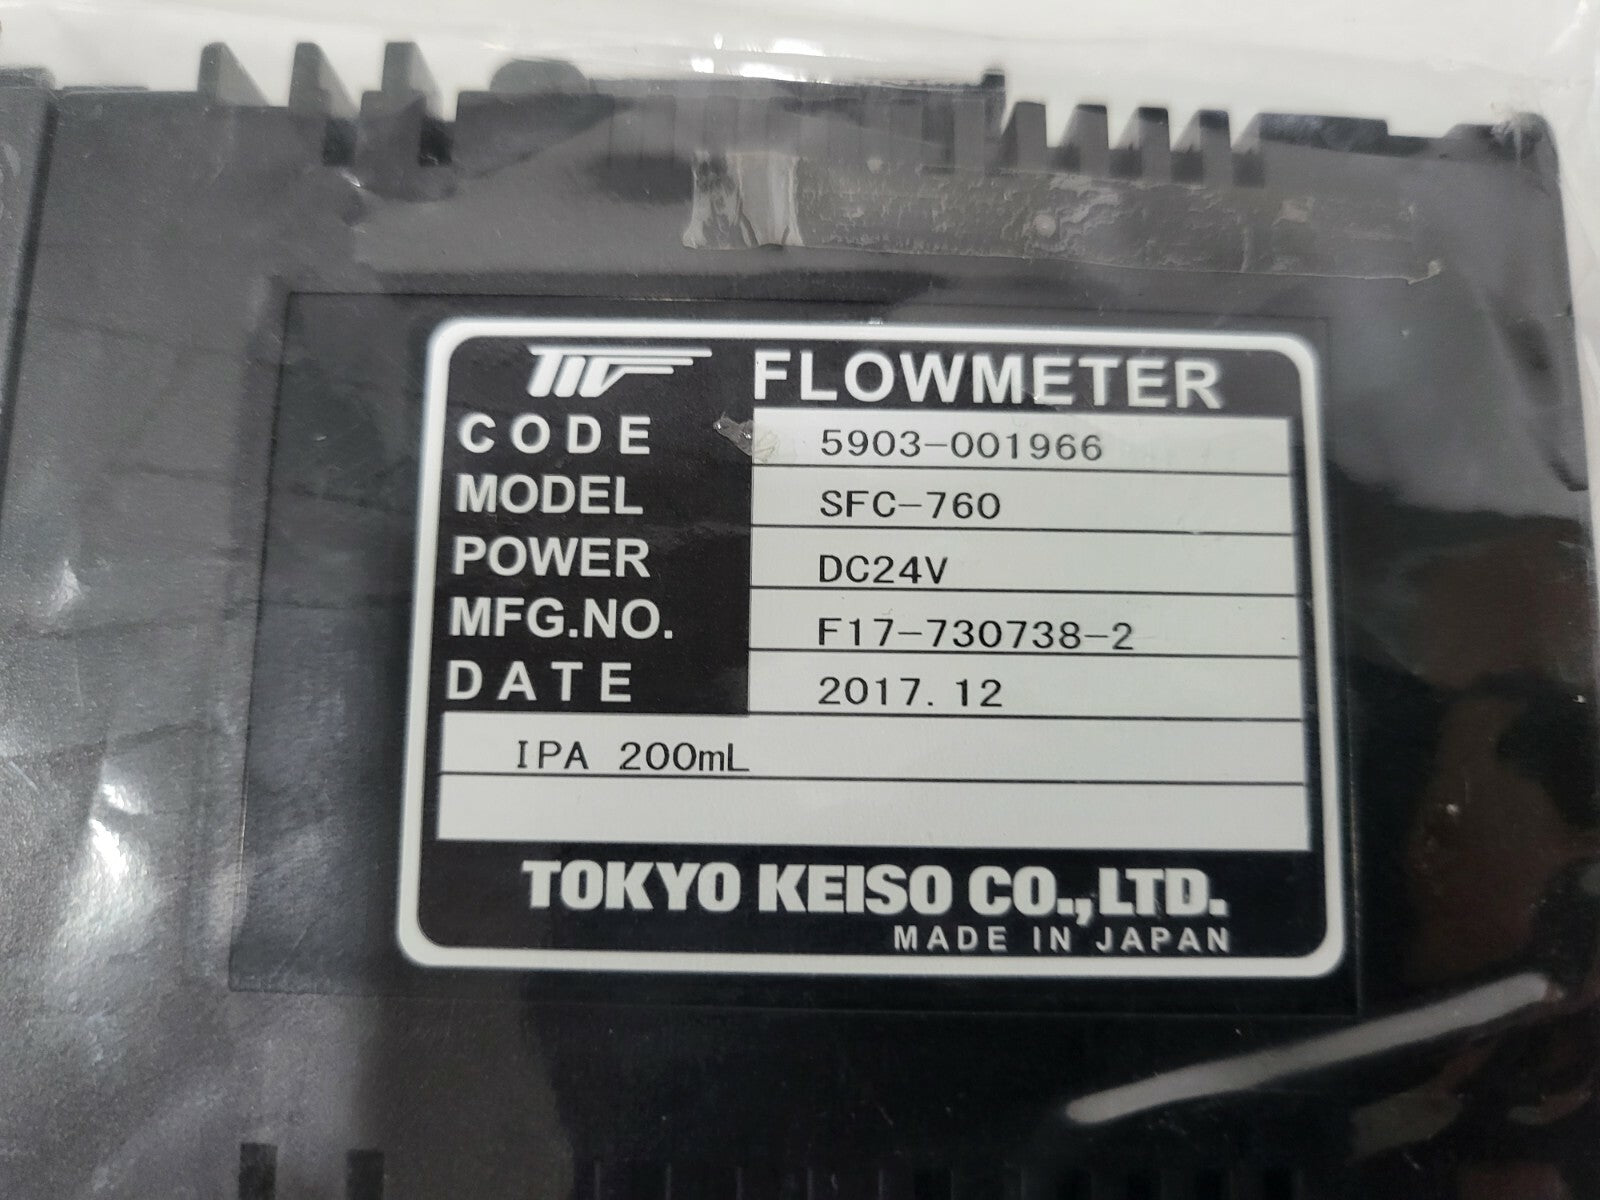 FLOWMETER
CODE 5903-001966
MODEL SFC-760
POWER DC24V
MFG.NO. F17-730738-2
DATE 2017.12
IPA 200mL
TOKYO KEISO CO.,LTD.
MADE IN JAPAN